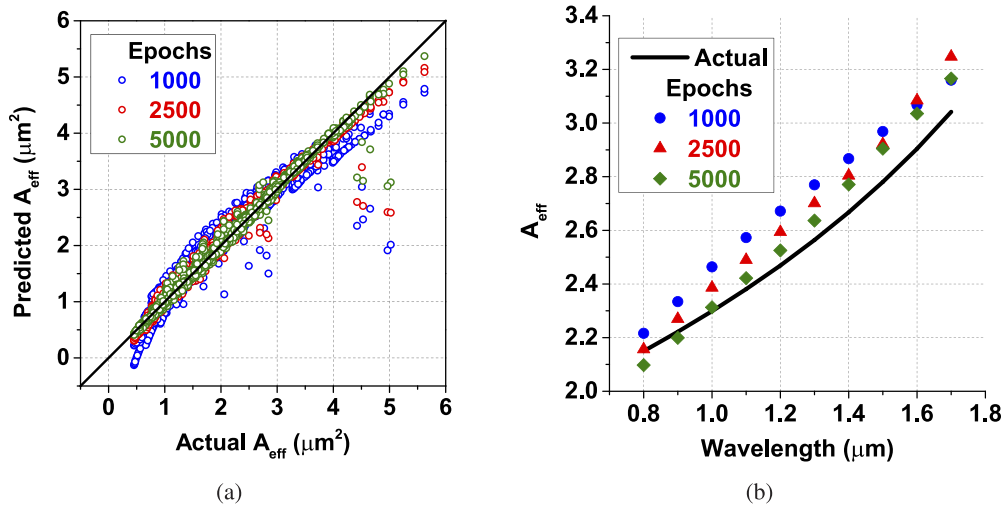 6
5
4
3
2
1
0
Predicted A_eff (μm²)
Epochs
1000
2500
5000
0 1 2 3 4 5 6
Actual A_eff (μm²)
(a)
3.4
3.2
3.0
2.8
2.6
2.4
2.2
2.0
A_eff
Actual
Epochs
1000
2500
5000
0.8 1.0 1.2 1.4 1.6 1.8
Wavelength (μm)
(b)